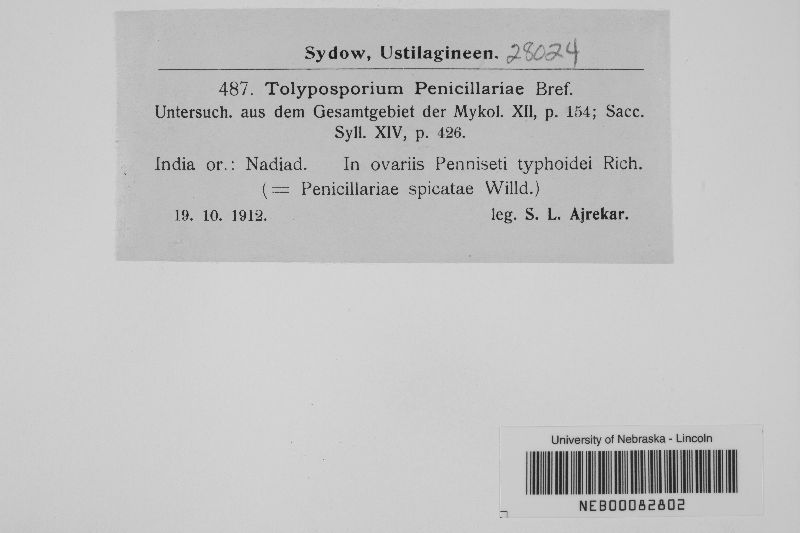 Sydow, Ustilagineen. 28024
487. Tolyposporium Penicillariae Bref.
Untersuch. aus dem Gesamtgebiet der Mykol. XII, p. 154; Sacc.
Syll. XIV, p. 426.
India or.: Nadiad. In ovariis Penniseti typhoidei Rich.
(= Penicillariae spicatae Willd.)
19. 10. 1912. leg. S. L. Ajrekar.
University of Nebraska - Lincoln
NEB00082802